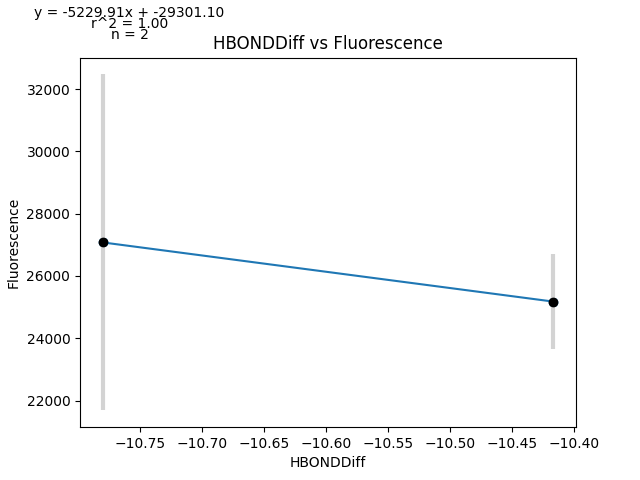 y = -5229.91x + -29301.10
r^2 = 1.00
n = 2
HBONDDiff vs Fluorescence
Fluorescence
32000
30000
28000
26000
24000
22000
−10.75
−10.70
−10.65
−10.60
−10.55
−10.50
−10.45
−10.40
HBONDDiff